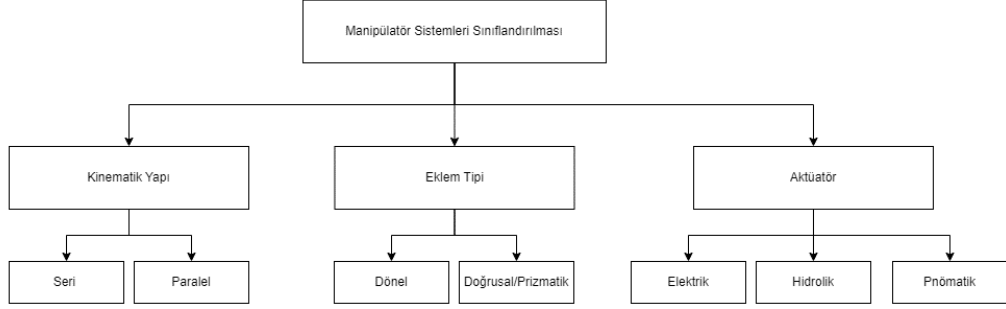 Manipülatör Sistemleri Sınıflandırılması
Kinematik Yapı
Eklem Tipi
Aktüatör
Seri
Paralel
Dönel
Doğrusal/Prizmatik
Elektrik
Hidrolik
Pnömatik